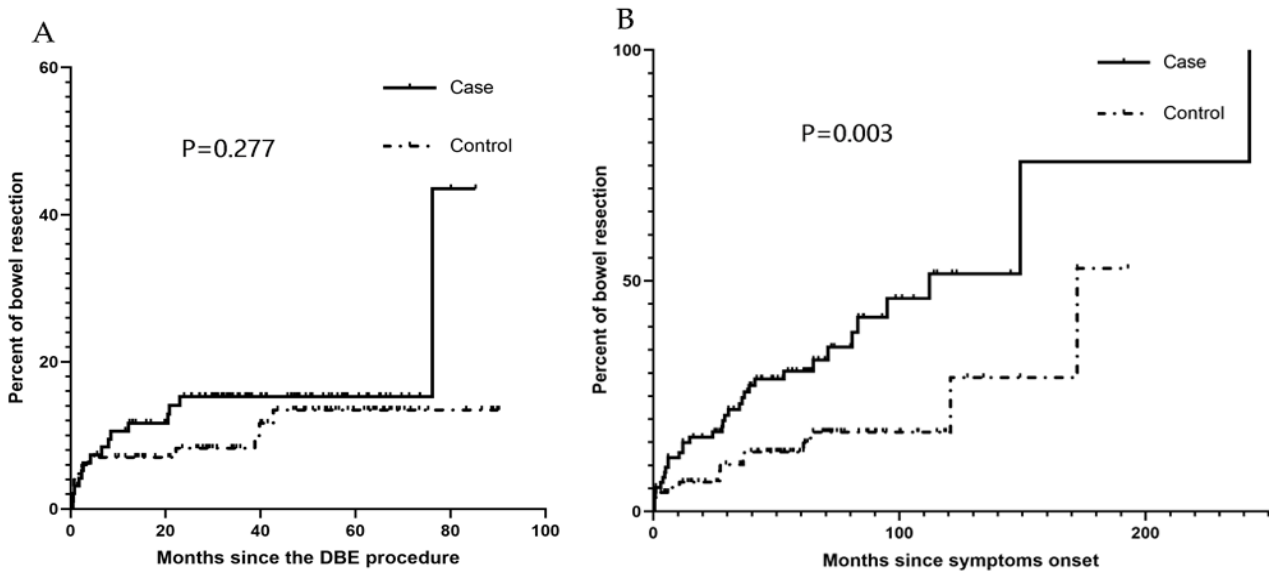 A
60
40
20
0
Percent of bowel resection
Case
Control
P=0.277
0 20 40 60 80 100
Months since the DBE procedure
B
100
50
0
Percent of bowel resection
Case
Control
P=0.003
0 100 200
Months since symptoms onset